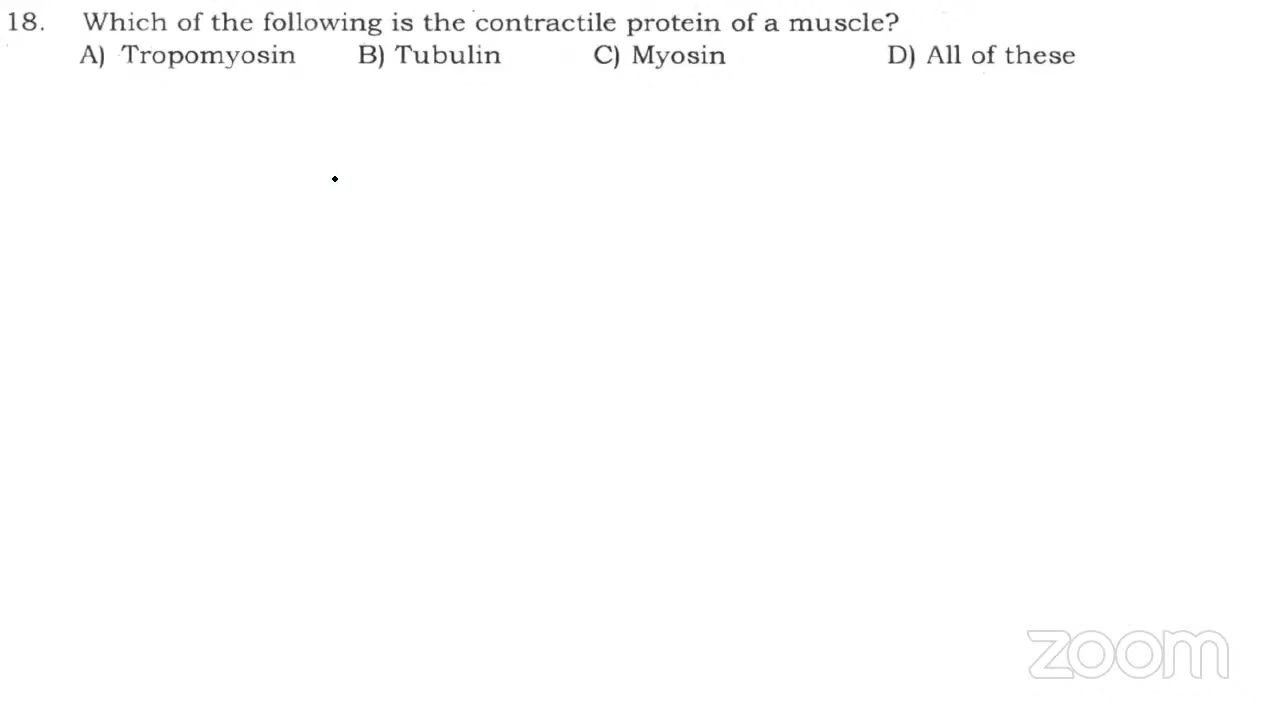 18. Which of the following is the contractile protein of a muscle?
A) Tropomyosin B) Tubulin C) Myosin D) All of these
zoom